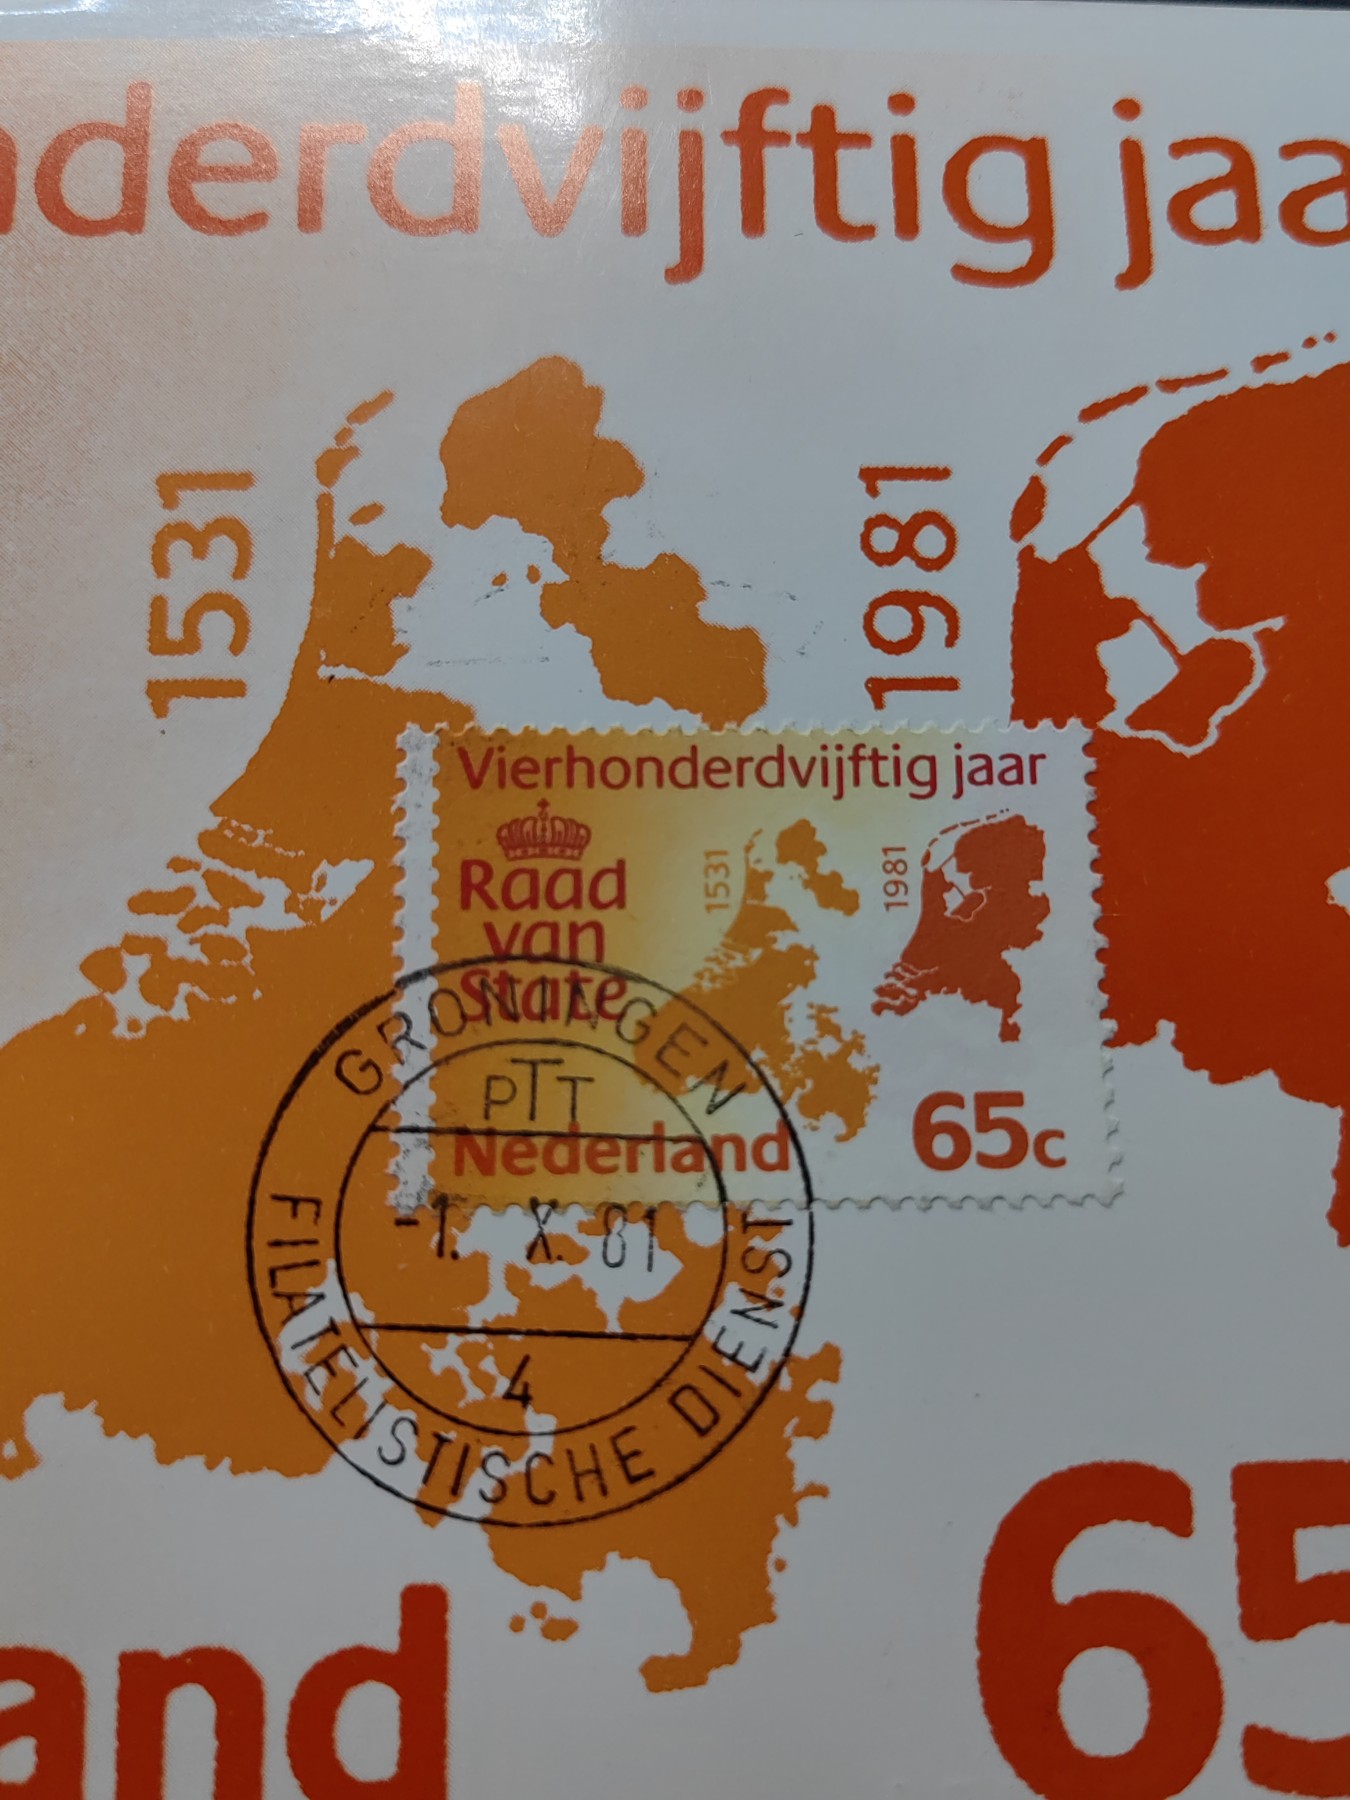 nderdvijftig jaa
1531
1981
Vierhonderdvijftig jaar
Raad
van
State
1531
1981
Nederland
65c
GRONINGEN
PTT
-1. X. 81
4
FILATELISTISCHE DIENST
and
65